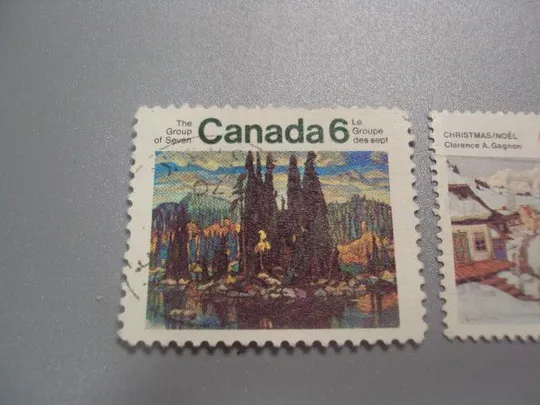 The
Group
of Seven
Canada 6
Le
Groupe
des sept
CHRISTMAS/NOËL
Clarence A. Gagnon